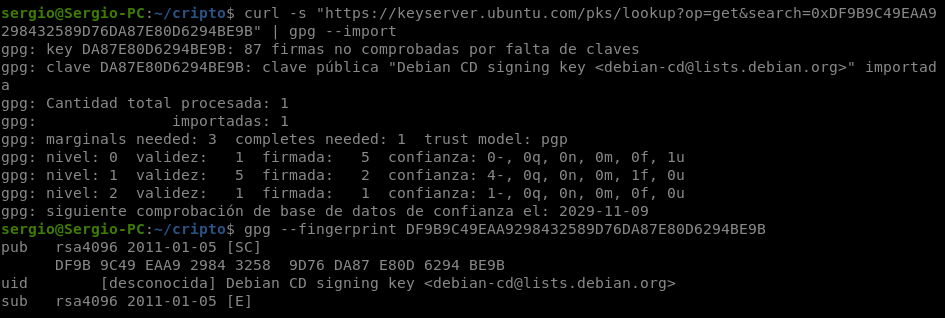 sergio@Sergio-PC:~/cripto$ curl -s "https://keyserver.ubuntu.com/pks/lookup?op=get&search=0xDF9B9C49EAA9
298432589D76DA87E80D6294BE9B" | gpg --import
gpg: key DA87E80D6294BE9B: 87 firmas no comprobadas por falta de claves
gpg: clave DA87E80D6294BE9B: clave pública "Debian CD signing key <debian-cd@lists.debian.org>" importad
a
gpg: Cantidad total procesada: 1
gpg:               importadas: 1
gpg: marginals needed: 3  completes needed: 1  trust model: pgp
gpg: nivel: 0  validez:   1  firmada:   5  confianza: 0-, 0q, 0n, 0m, 0f, 1u
gpg: nivel: 1  validez:   5  firmada:   2  confianza: 4-, 0q, 0n, 0m, 1f, 0u
gpg: nivel: 2  validez:   1  firmada:   1  confianza: 1-, 0q, 0n, 0m, 0f, 0u
gpg: siguiente comprobación de base de datos de confianza el: 2029-11-09
sergio@Sergio-PC:~/cripto$ gpg --fingerprint DF9B9C49EAA9298432589D76DA87E80D6294BE9B
pub   rsa4096 2011-01-05 [SC]
      DF9B 9C49 EAA9 2984 3258  9D76 DA87 E80D 6294 BE9B
uid        [desconocida] Debian CD signing key <debian-cd@lists.debian.org>
sub   rsa4096 2011-01-05 [E]